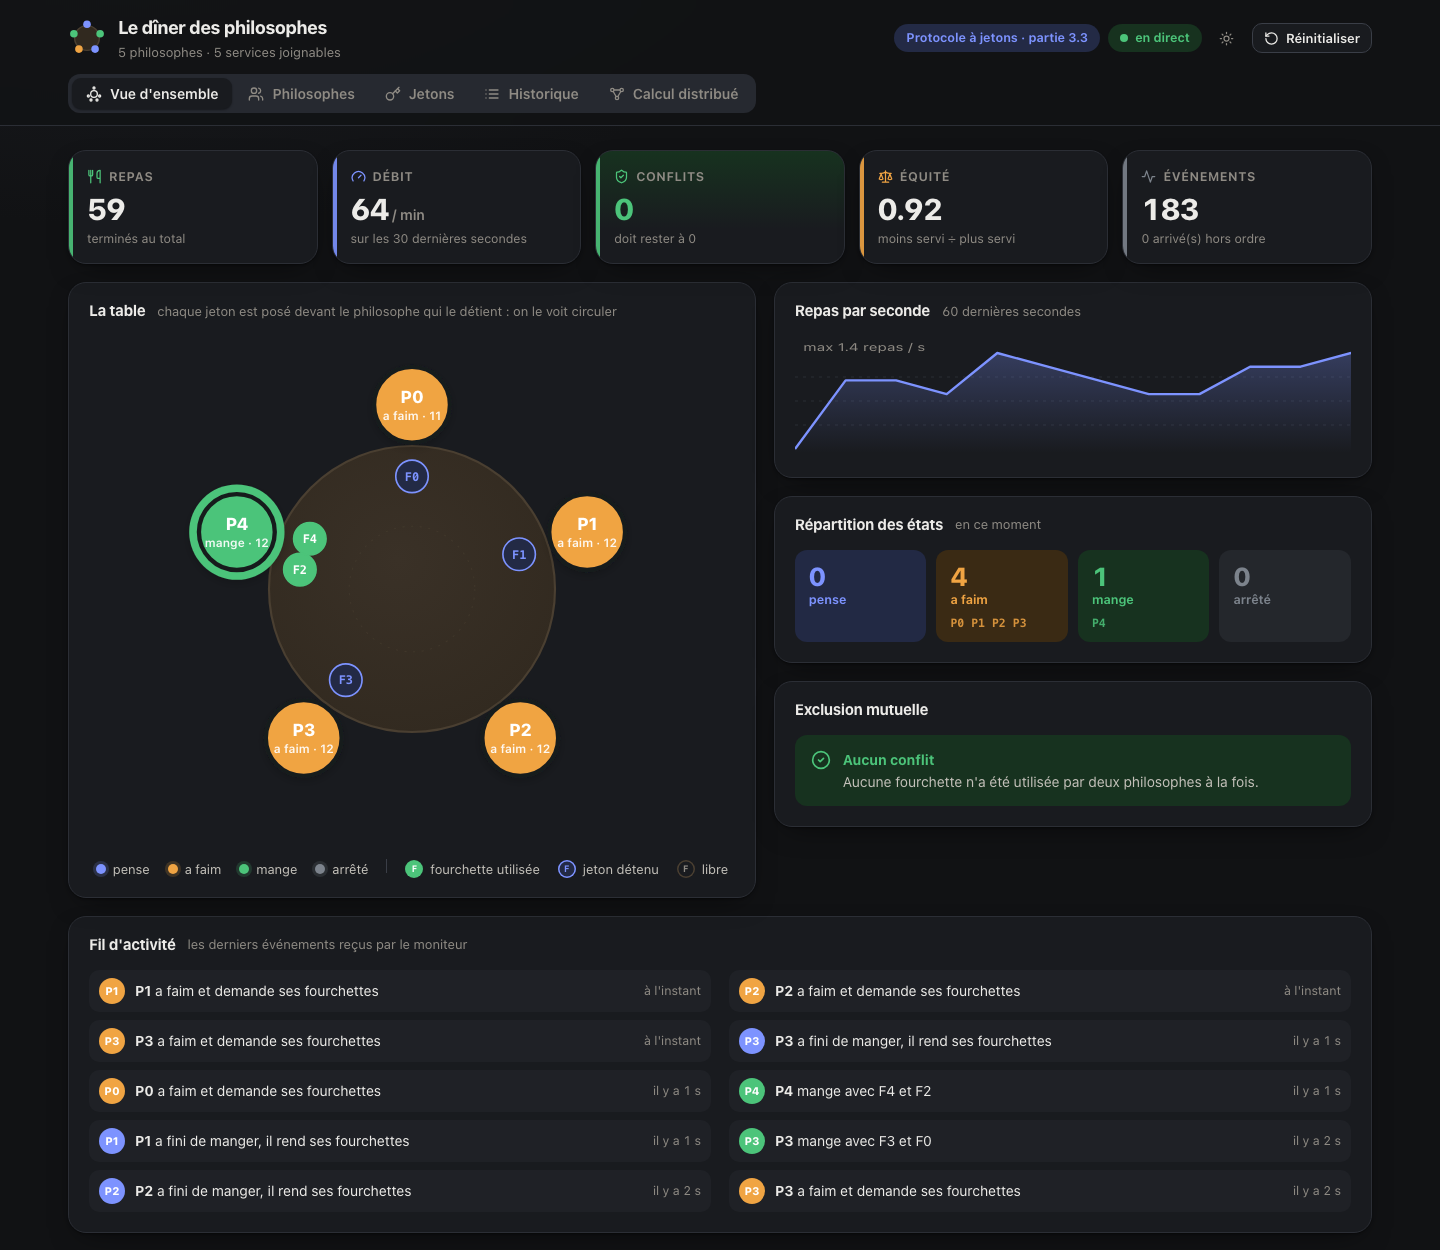 Le dîner des philosophes
5 philosophes · 5 services joignables
Protocole à jetons · partie 3.3
en direct
Réinitialiser
Vue d'ensemble
Philosophes
Jetons
Historique
Calcul distribué
REPAS
59
terminés au total
DÉBIT
64 / min
sur les 30 dernières secondes
CONFLITS
0
doit rester à 0
ÉQUITÉ
0.92
moins servi ÷ plus servi
ÉVÉNEMENTS
183
0 arrivé(s) hors ordre
La table
chaque jeton est posé devant le philosophe qui le détient : on le voit circuler
P0
a faim · 11
F0
P4
mange · 12
F4
F2
P1
a faim · 12
F1
F3
P3
a faim · 12
P2
a faim · 12
pense
a faim
mange
arrêté
F
fourchette utilisée
F
jeton détenu
F
libre
Repas par seconde
60 dernières secondes
max 1.4 repas / s
Répartition des états
en ce moment
0
pense
4
a faim
P0 P1 P2 P3
1
mange
P4
0
arrêté
Exclusion mutuelle
Aucun conflit
Aucune fourchette n'a été utilisée par deux philosophes à la fois.
Fil d'activité
les derniers événements reçus par le moniteur
P1
P1 a faim et demande ses fourchettes
à l'instant
P2
P2 a faim et demande ses fourchettes
à l'instant
P3
P3 a faim et demande ses fourchettes
à l'instant
P3
P3 a fini de manger, il rend ses fourchettes
il y a 1 s
P0
P0 a faim et demande ses fourchettes
il y a 1 s
P4
P4 mange avec F4 et F2
il y a 1 s
P1
P1 a fini de manger, il rend ses fourchettes
il y a 1 s
P3
P3 mange avec F3 et F0
il y a 2 s
P2
P2 a fini de manger, il rend ses fourchettes
il y a 2 s
P3
P3 a faim et demande ses fourchettes
il y a 2 s